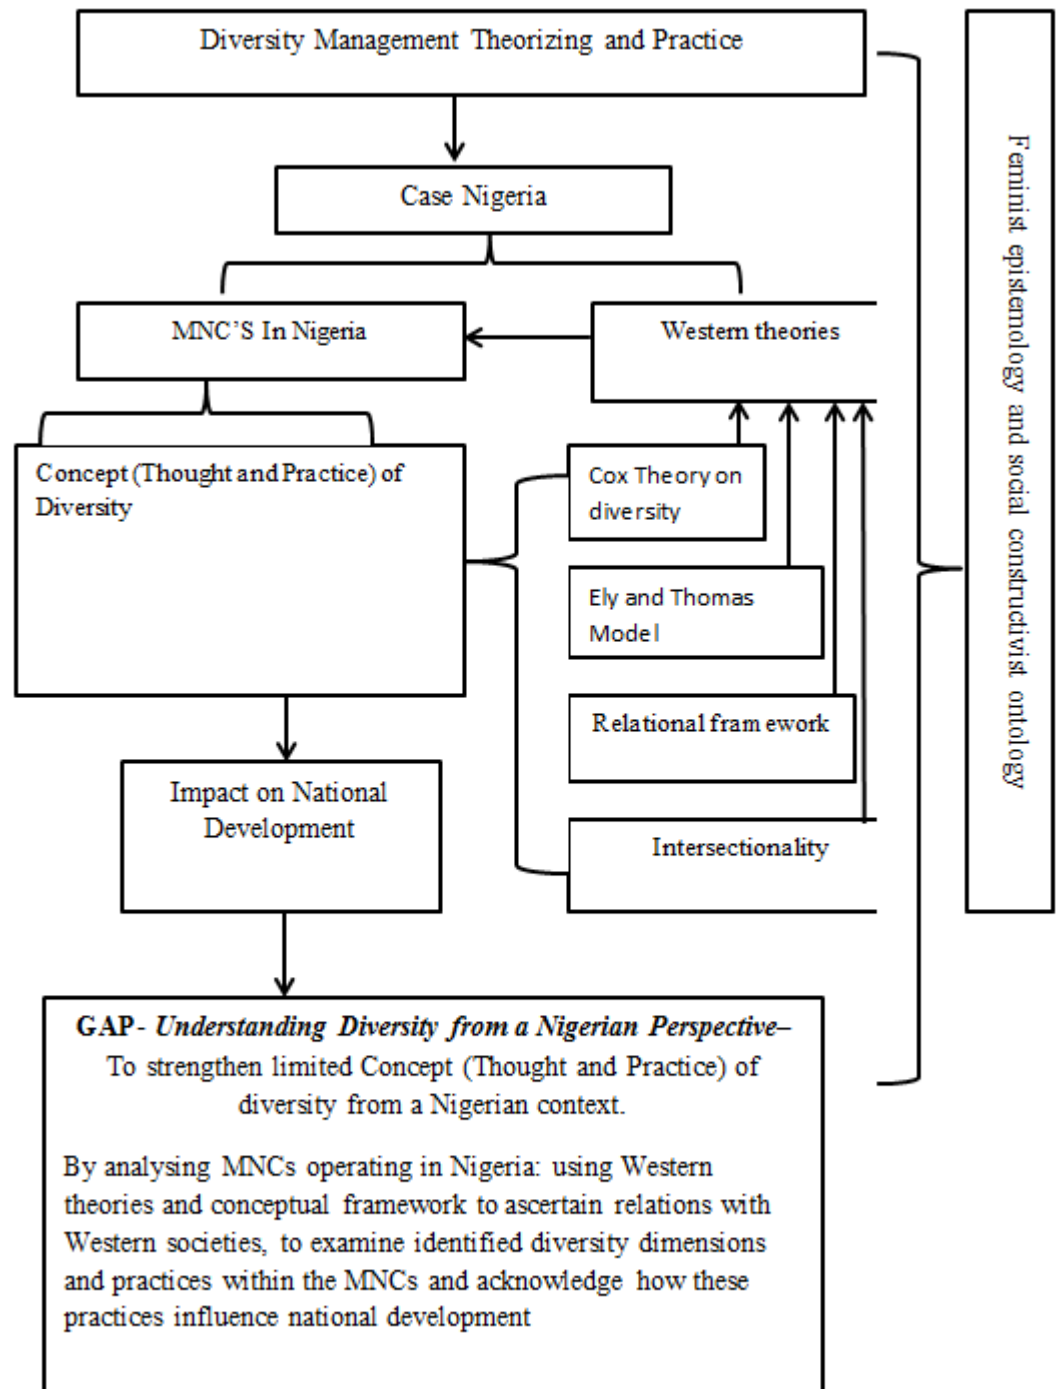 Diversity Management Theorizing and Practice
Case Nigeria
MNC’S In Nigeria
Western theories
Concept (Thought and Practice) of
Diversity
Cox Theory on
diversity
Ely and Thomas
Model
Relational framework
Intersectionality
Impact on National
Development
GAP- Understanding Diversity from a Nigerian Perspective–
To strengthen limited Concept (Thought and Practice) of
diversity from a Nigerian context.
By analysing MNCs operating in Nigeria: using Western
theories and conceptual framework to ascertain relations with
Western societies, to examine identified diversity dimensions
and practices within the MNCs and acknowledge how these
practices influence national development
Feminist epistemology and social constructivist ontology